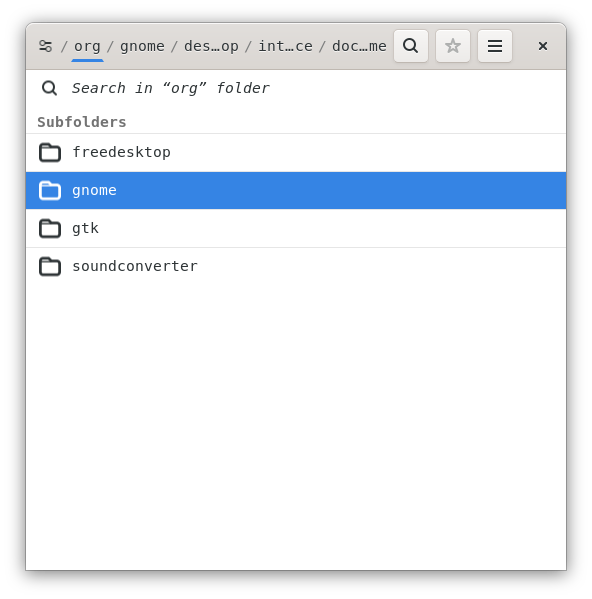 / org / gnome / des…op / int…ce / doc…me
Search in “org” folder
Subfolders
freedesktop
gnome
gtk
soundconverter